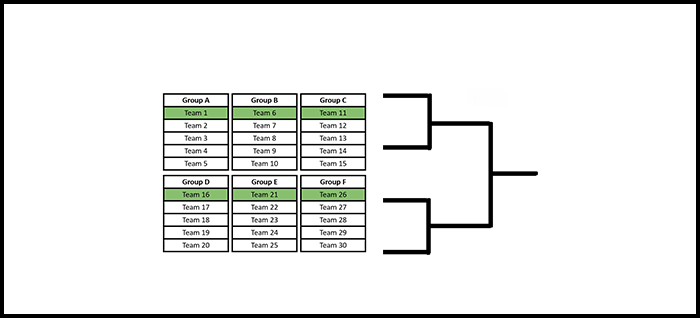 Group A Group B Group C
Team 1 Team 6 Team 11
Team 2 Team 7 Team 12
Team 3 Team 8 Team 13
Team 4 Team 9 Team 14
Team 5 Team 10 Team 15
Group D Group E Group F
Team 16 Team 21 Team 26
Team 17 Team 22 Team 27
Team 18 Team 23 Team 28
Team 19 Team 24 Team 29
Team 20 Team 25 Team 30